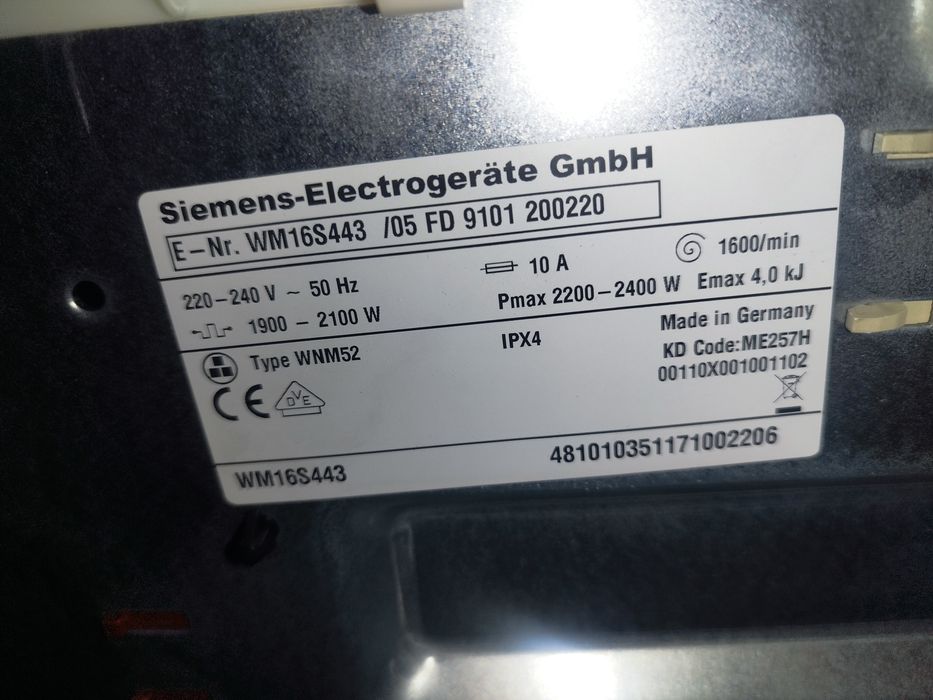 Siemens-Electrogeräte GmbH
E-Nr. WM16S443 /05 FD 9101 200220
220-240 V ~ 50 Hz
10 A
1600/min
1900 - 2100 W
Pmax 2200-2400 W
Emax 4,0 kJ
Type WNM52
IPX4
Made in Germany
KD Code:ME257H
00110X001001102
CE
DVE
WM16S443
481010351171002206